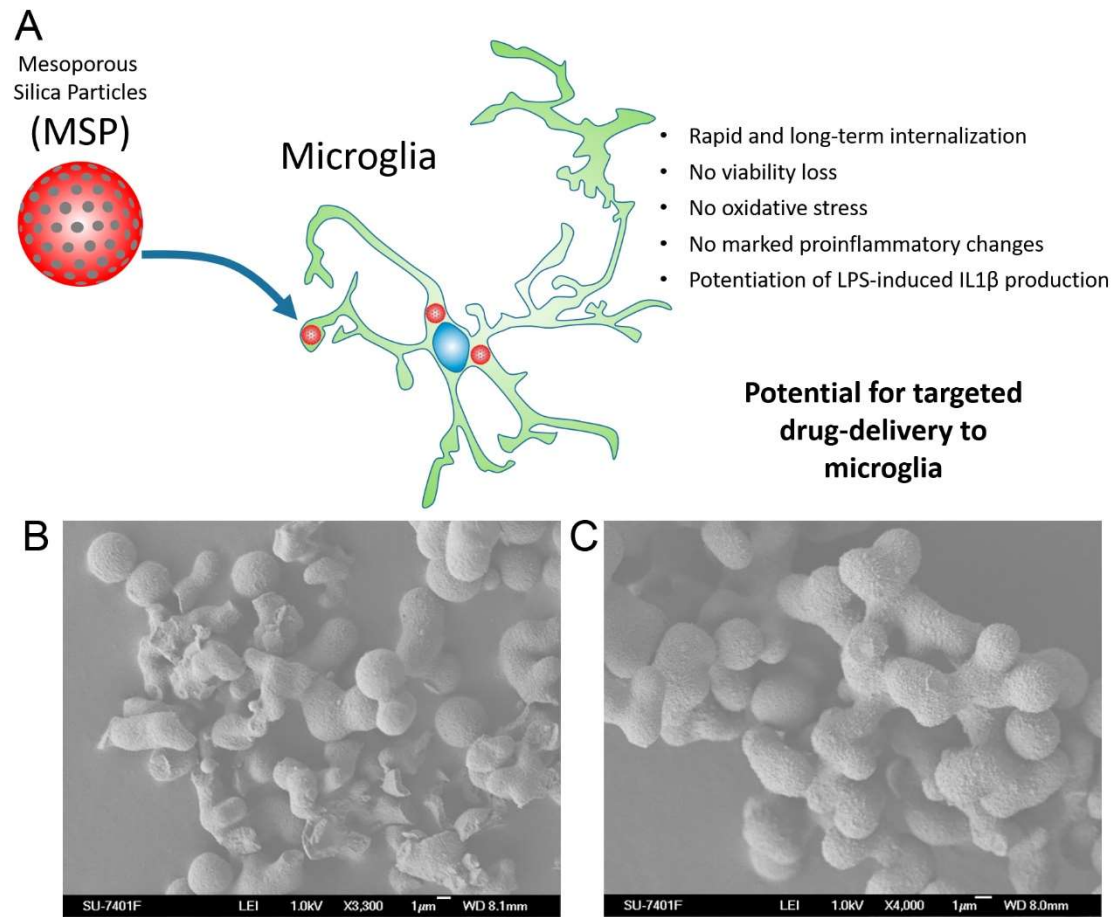 A
Mesoporous
Silica Particles
(MSP)
Microglia
• Rapid and long-term internalization
• No viability loss
• No oxidative stress
• No marked proinflammatory changes
• Potentiation of LPS-induced IL1β production
Potential for targeted
drug-delivery to
microglia
B
SU-7401F LEI 1.0kV X3,300 1μm WD 8.1mm
C
SU-7401F LEI 1.0kV X4,000 1μm WD 8.0mm